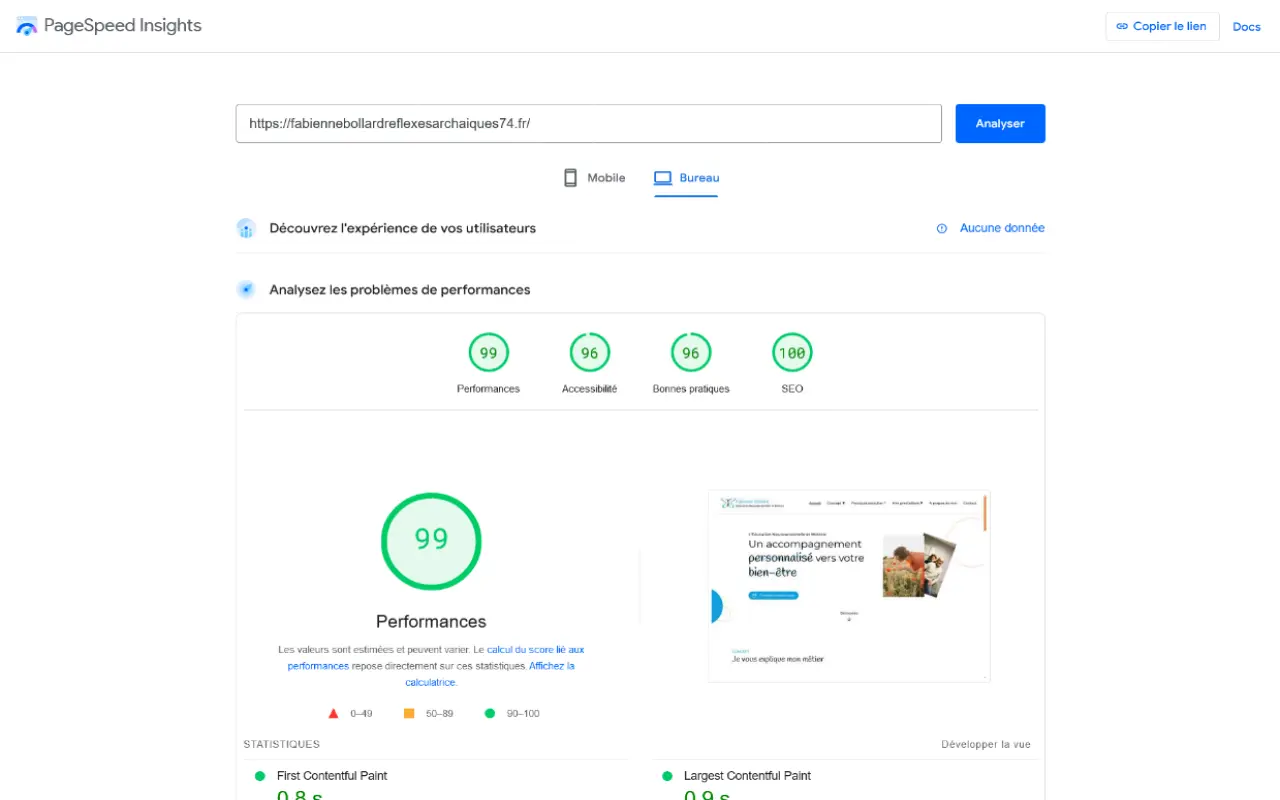 PageSpeed Insights
Copier le lien
Docs
https://fabiennebollardreflexesarchaiques74.fr/
Analyser
Mobile
Bureau
Découvrez l'expérience de vos utilisateurs
Aucune donnée
Analysez les problèmes de performances
99
96
96
100
Performances
Accessibilité
Bonnes pratiques
SEO
99
Performances
Les valeurs sont estimées et peuvent varier. Le calcul du score lié aux
performances repose directement sur ces statistiques. Affichez la
calculatrice.
0–49
50–89
90–100
Un accompagnement
personnalisé vers votre
bien-être
Je vous explique mon métier
STATISTIQUES
Développer la vue
First Contentful Paint
0,8 s
Largest Contentful Paint
0,9 s